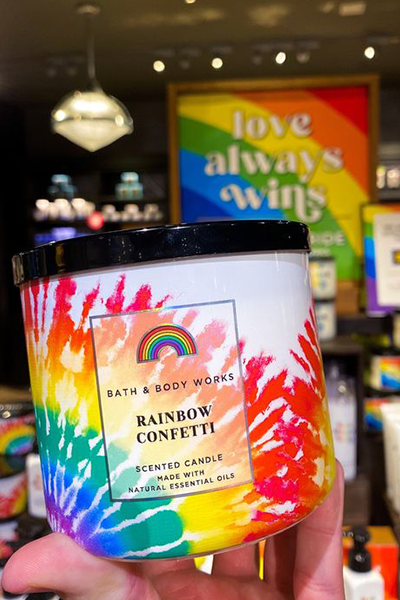 love
always
wins
BATH & BODY WORKS
RAINBOW
CONFETTI
SCENTED CANDLE
MADE WITH
NATURAL ESSENTIAL OILS